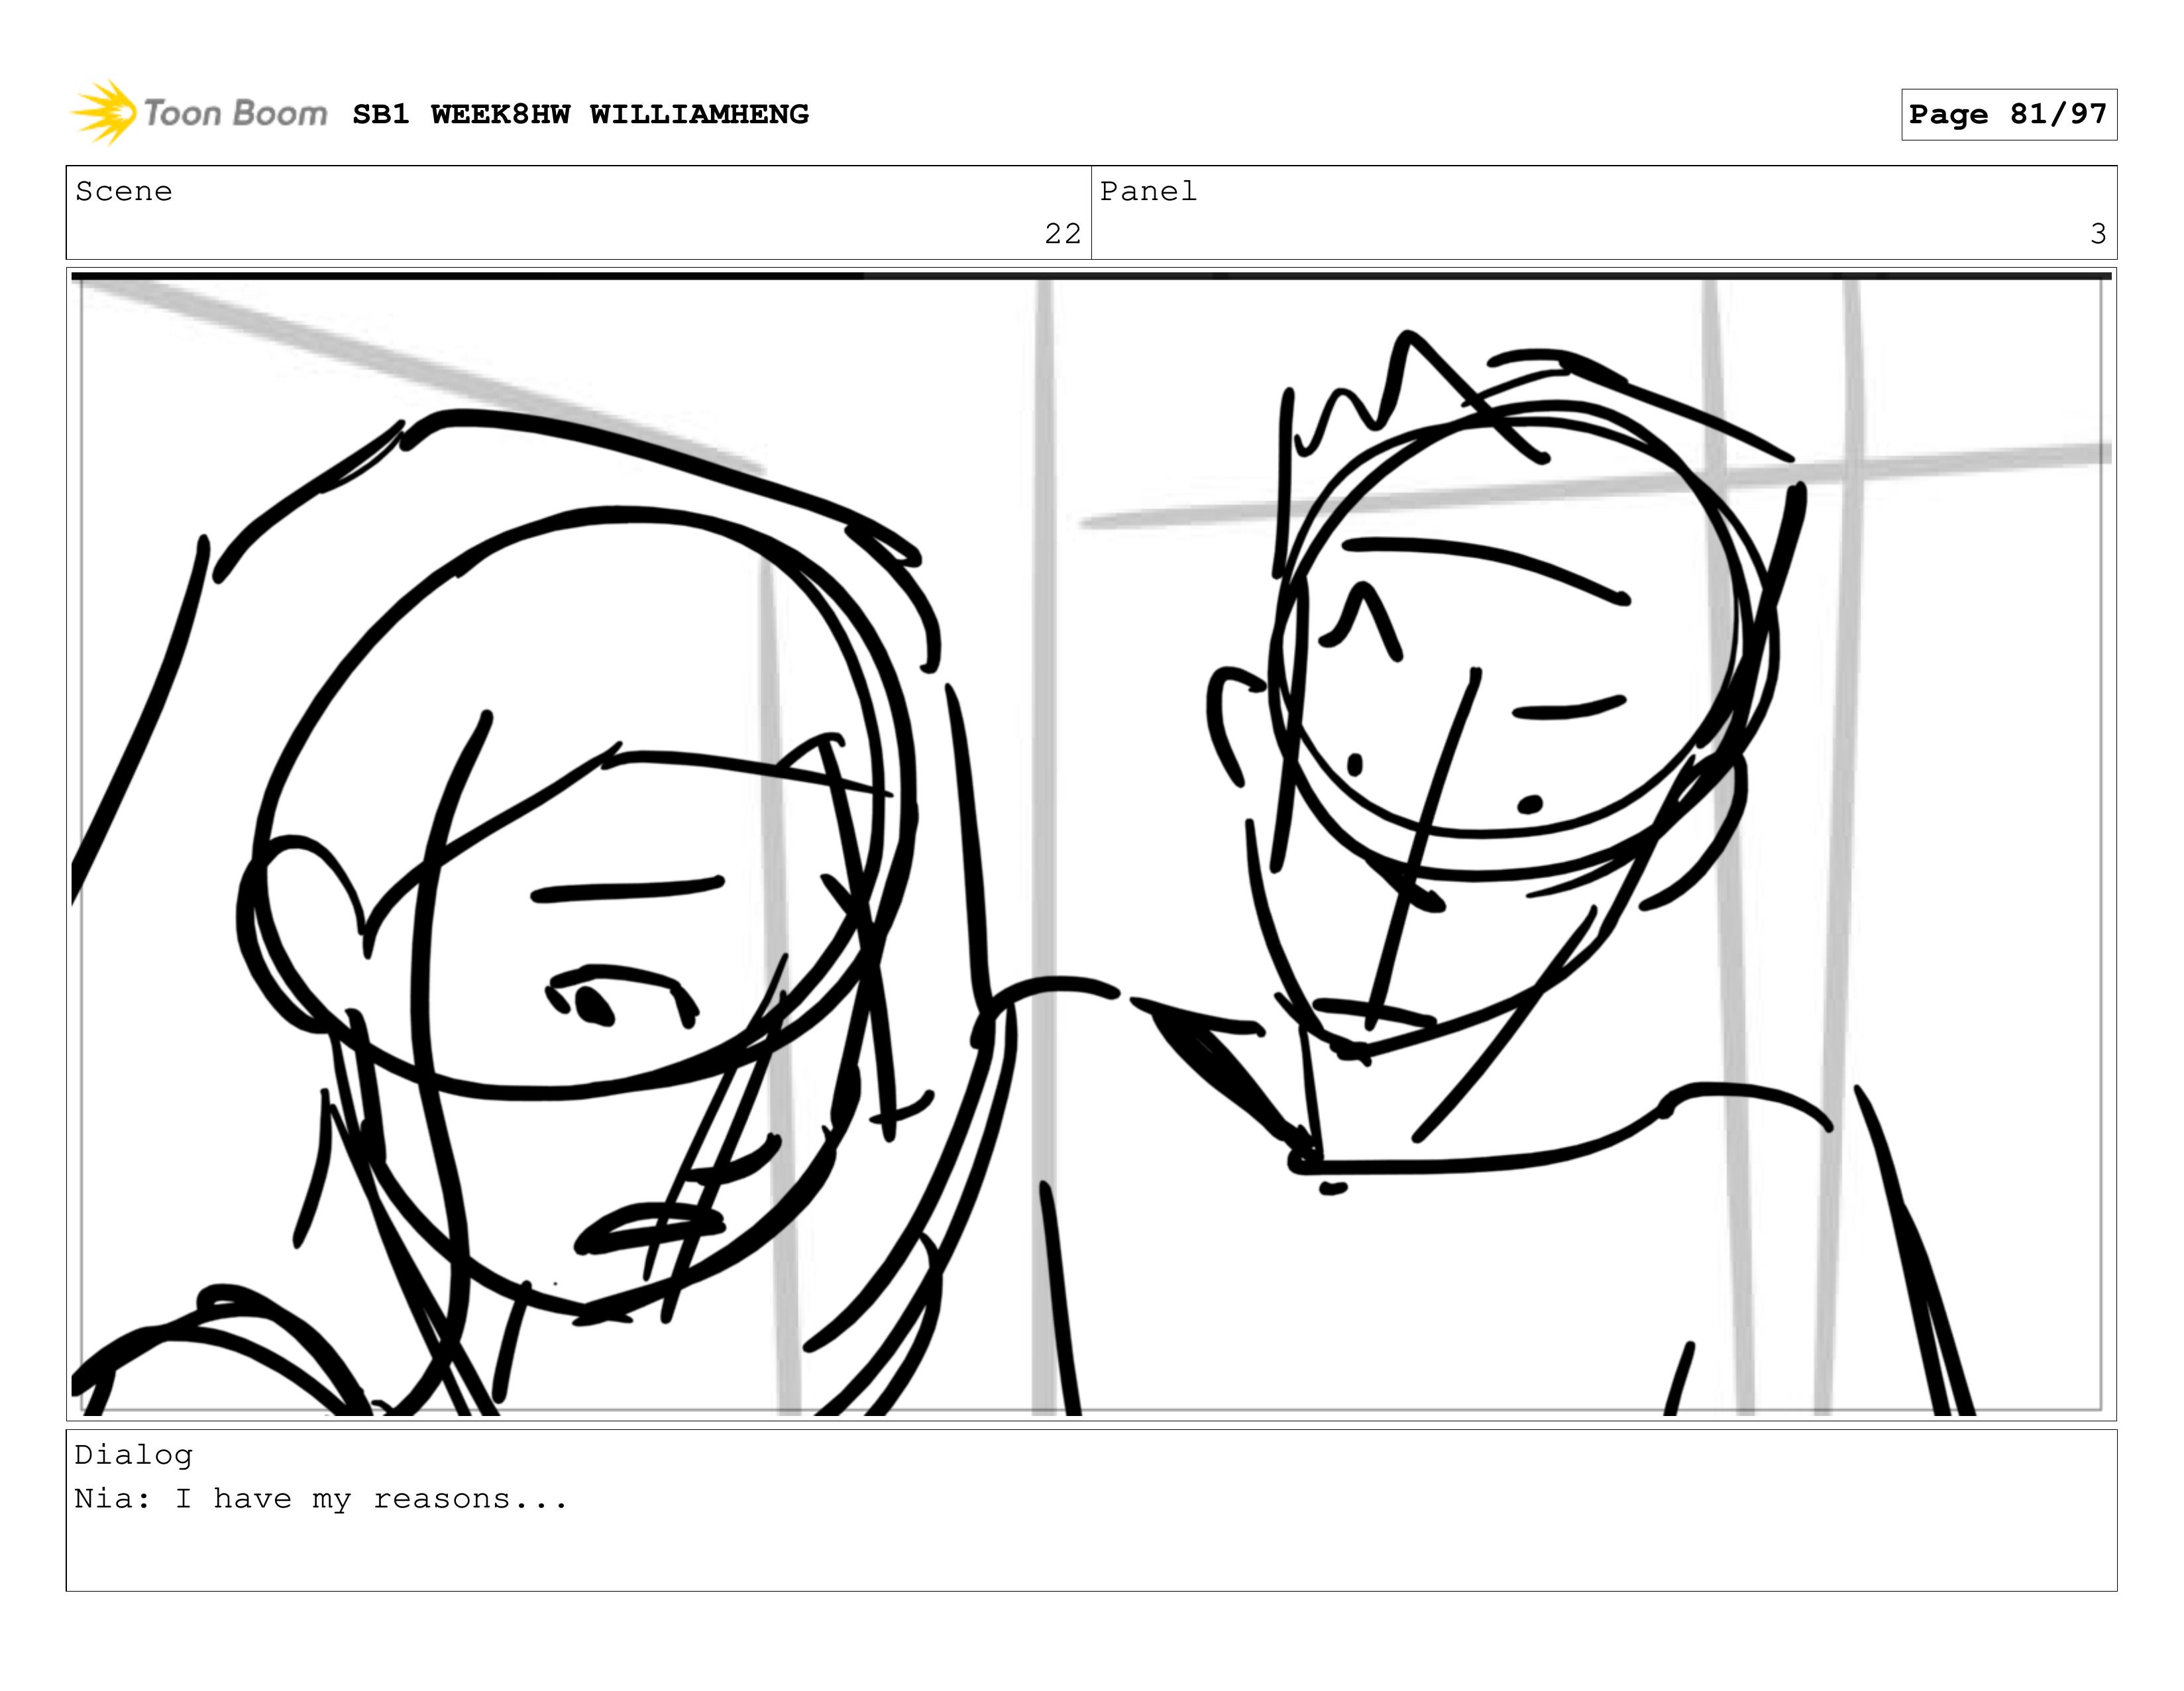 Toon Boom SB1 WEEK8HW WILLIAMHENG
Page 81/97
Scene
22
Panel
3
Dialog
Nia: I have my reasons...